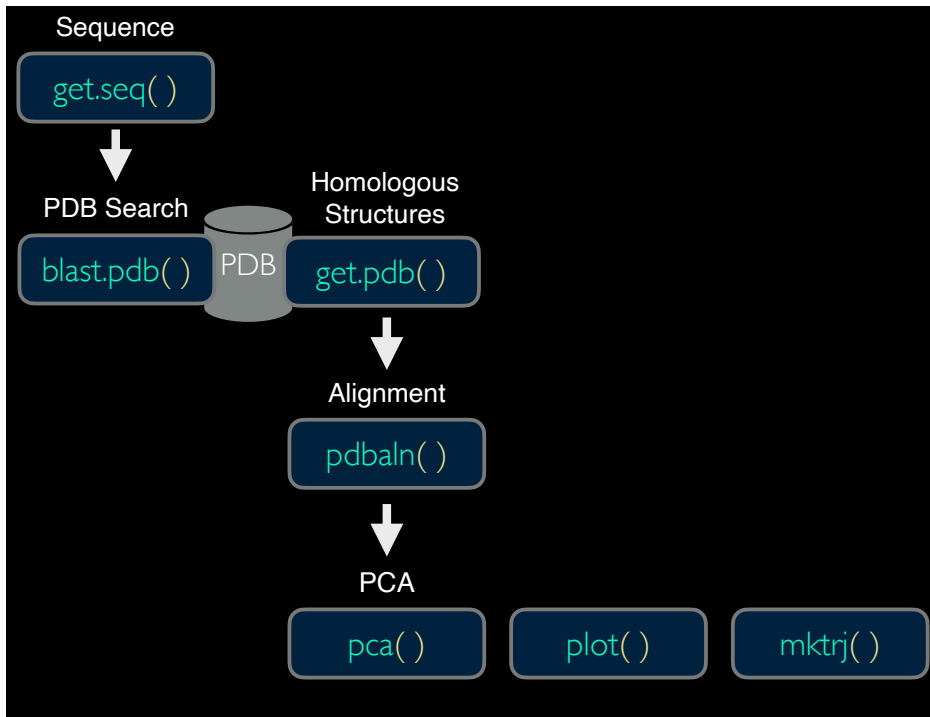 Sequence
get.seq( )
PDB Search
blast.pdb( )
PDB
Homologous
Structures
get.pdb( )
Alignment
pdbaln( )
PCA
pca( )
plot( )
mktrj( )